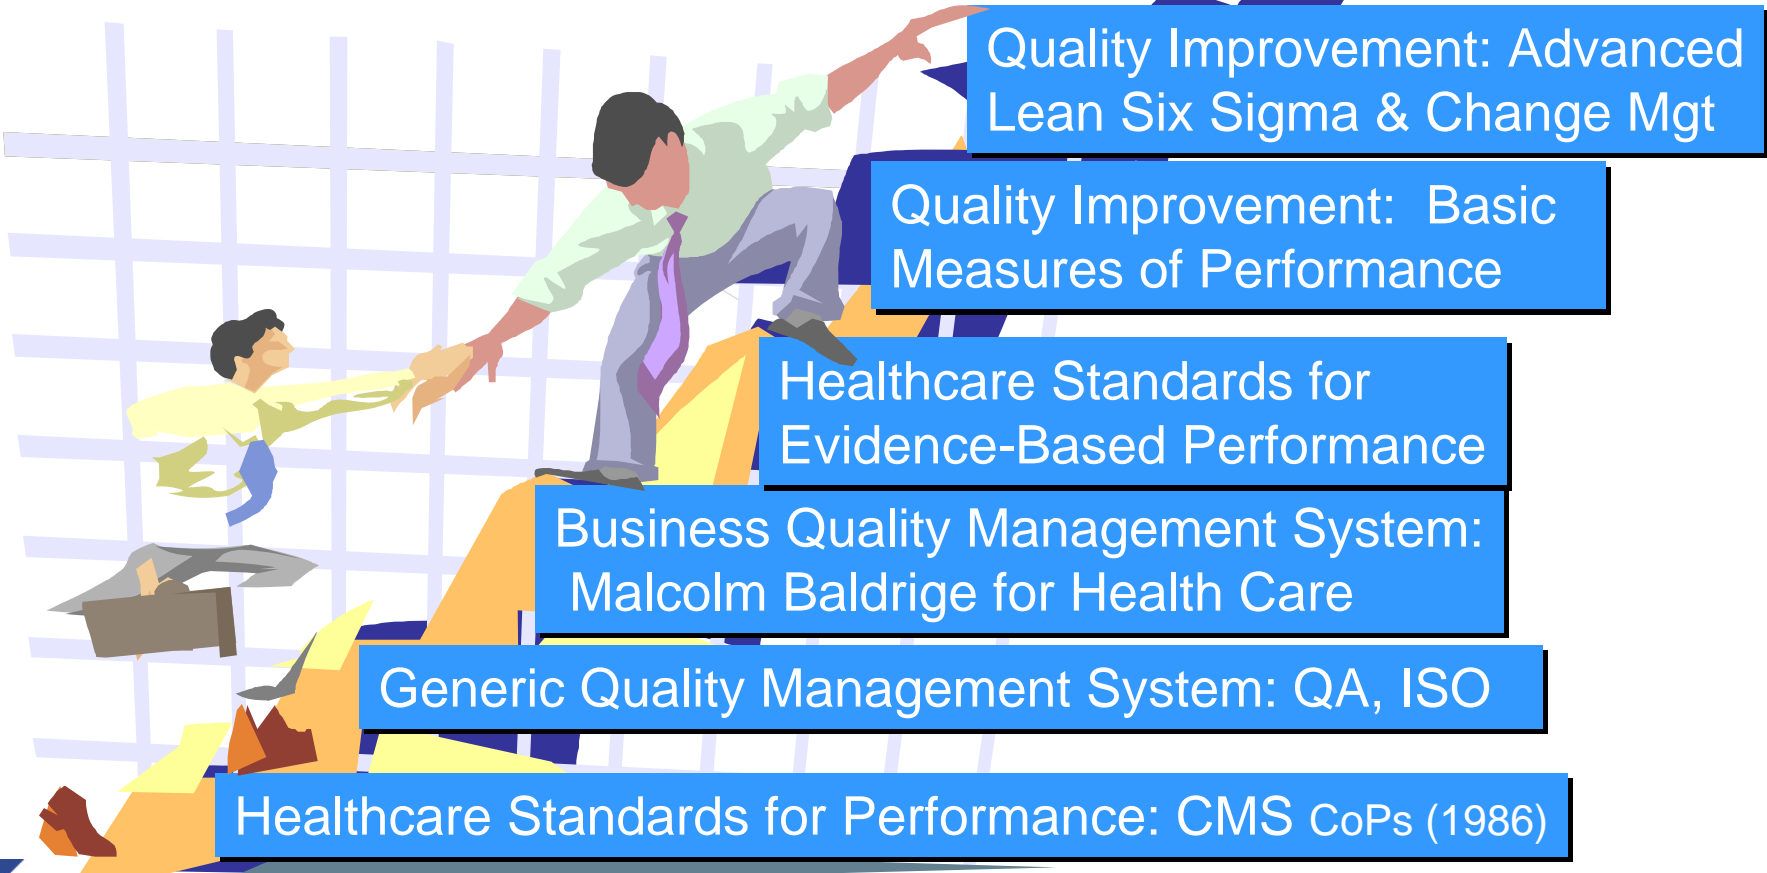 Quality Improvement: Advanced
Lean Six Sigma & Change Mgt
Quality Improvement: Basic
Measures of Performance
Healthcare Standards for
Evidence-Based Performance
Business Quality Management System:
Malcolm Baldrige for Health Care
Generic Quality Management System: QA, ISO
Healthcare Standards for Performance: CMS CoPs (1986)